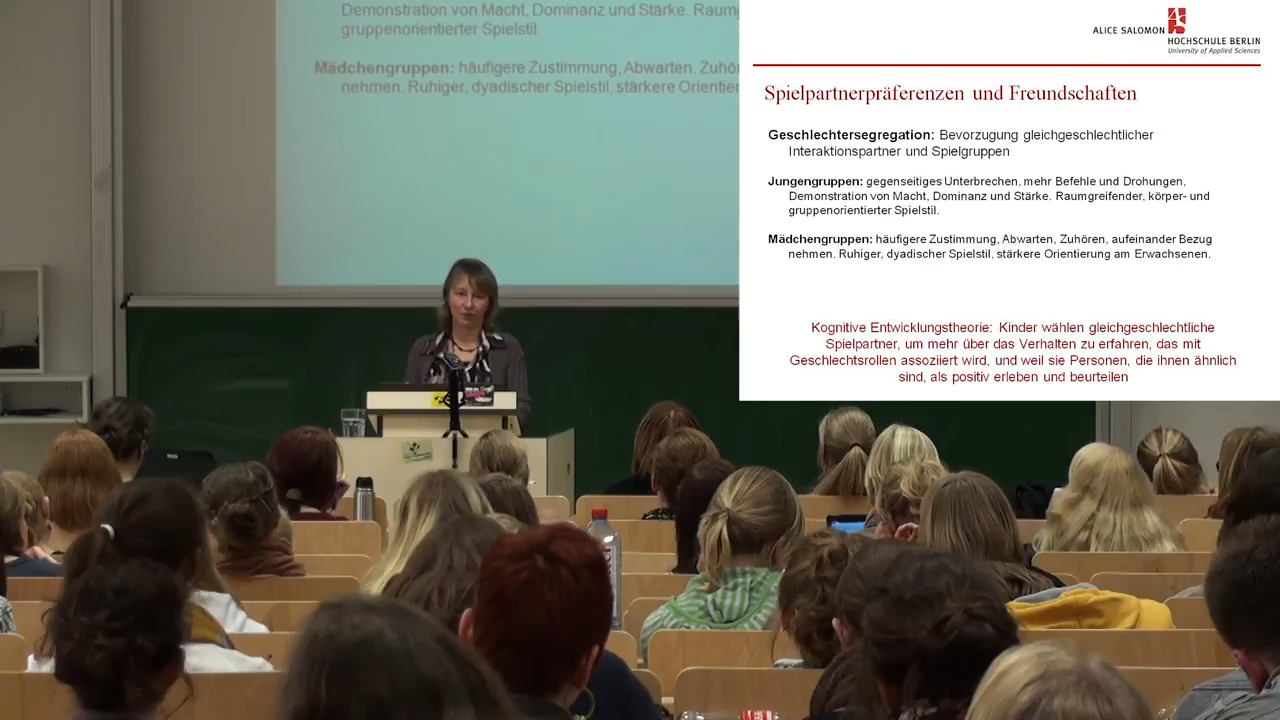 Demonstration von Macht, Dominanz und Stärke. Raum
gruppenorientierter Spielstil.
Mädchengruppen: häufigere Zustimmung, Abwarten, Zuhö
nehmen. Ruhiger, dyadischer Spielstil, stärkere Orientier
ALICE SALOMON
HOCHSCHULE BERLIN
University of Applied Sciences
Spielpartnerpräferenzen und Freundschaften
Geschlechtersegregation: Bevorzugung gleichgeschlechtlicher
Interaktionspartner und Spielgruppen
Jungengruppen: gegenseitiges Unterbrechen, mehr Befehle und Drohungen,
Demonstration von Macht, Dominanz und Stärke. Raumgreifender, körper- und
gruppenorientierter Spielstil.
Mädchengruppen: häufigere Zustimmung, Abwarten, Zuhören, aufeinander Bezug
nehmen. Ruhiger, dyadischer Spielstil, stärkere Orientierung am Erwachsenen.
Kognitive Entwicklungstheorie: Kinder wählen gleichgeschlechtliche
Spielpartner, um mehr über das Verhalten zu erfahren, das mit
Geschlechtsrollen assoziiert wird, und weil sie Personen, die ihnen ähnlich
sind, als positiv erleben und beurteilen